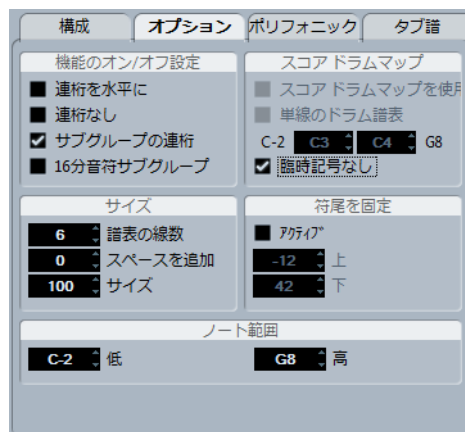 構成 オプション ポリフォニック タブ譜
機能のオン/オフ設定
連桁を水平に
連桁なし
サブグループの連桁
16分音符サブグループ
スコア ドラムマップ
スコア ドラムマップを使用
単線のドラム譜表
C-2 C3 C4 G8
臨時記号なし
サイズ
6 譜表の線数
0 スペースを追加
100 サイズ
符尾を固定
ｱｸﾃｨﾌﾞ
-12 上
42 下
ノート範囲
C-2 低 G8 高